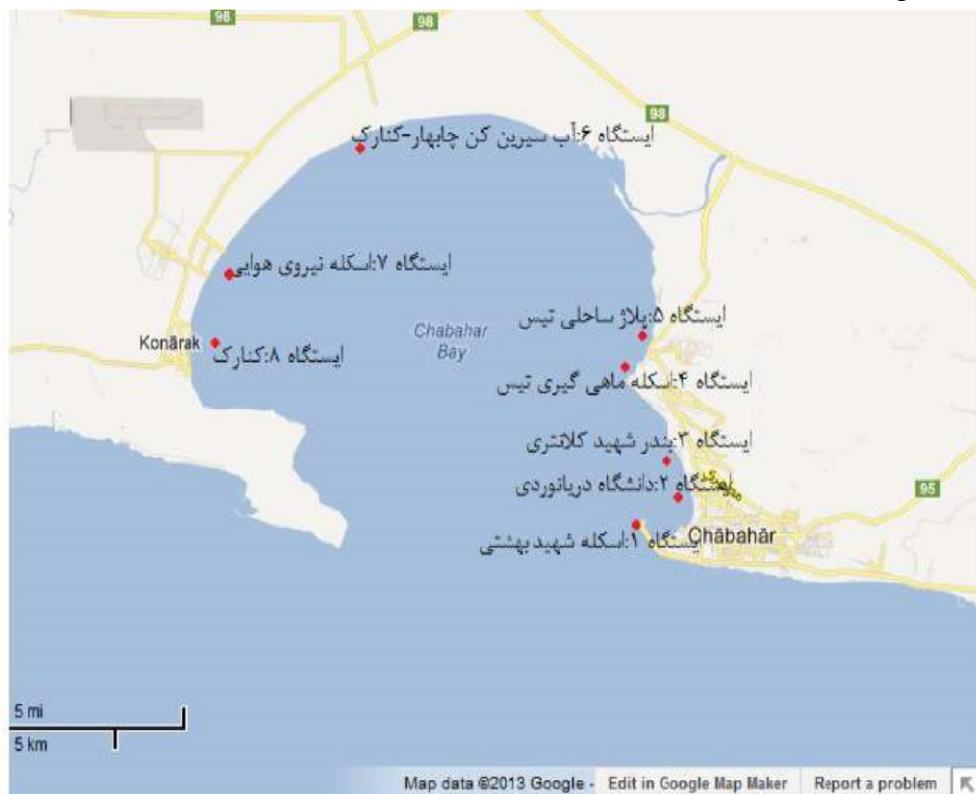 98
98
98
ایستگاه ۶:آب سیرین کن چابهار-کنارک
ایستگاه ۷:اسکله نیروی هوایی
ایستگاه ۵:پلاژ ساحلی تیس
Chabahar
Bay
Konārak
ایستگاه ۸:کنارک
ایستگاه ۴:اسکله ماهی گیری تیس
ایستگاه ۳:بندر شهید کلانتری
ایستگاه ۲:دانشگاه دریانوردی
95
ایستگاه ۱:اسکله شهید بهشتی
Chābahār
5 mi
5 km
Map data ©2013 Google -
Edit in Google Map Maker
Report a problem